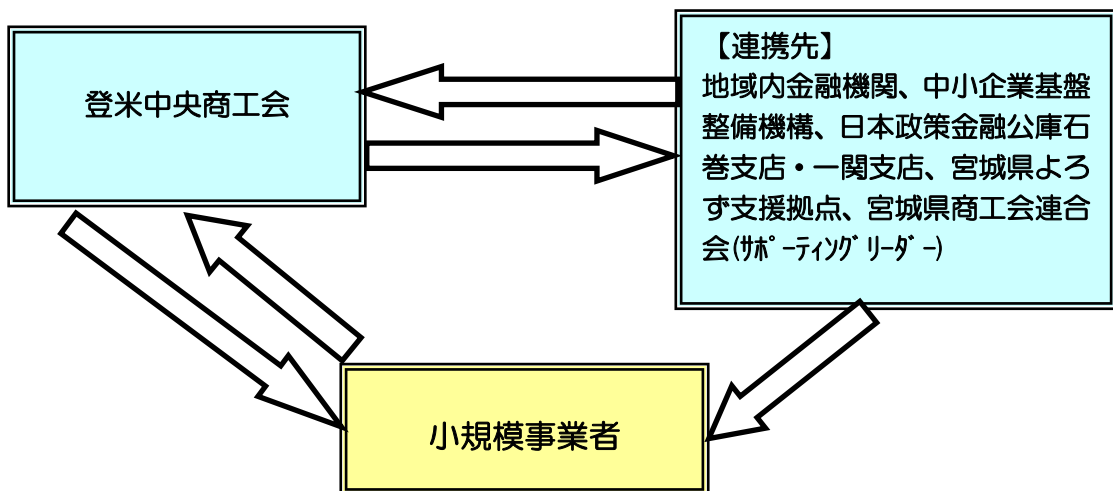 登米中央商工会
【連携先】
地域内金融機関、中小企業基盤
整備機構、日本政策金融公庫石
巻支店・一関支店、宮城県よろ
ず支援拠点、宮城県商工会連合
会(ｻﾎﾟｰﾃｨﾝｸﾞﾘｰﾀﾞｰ)
小規模事業者